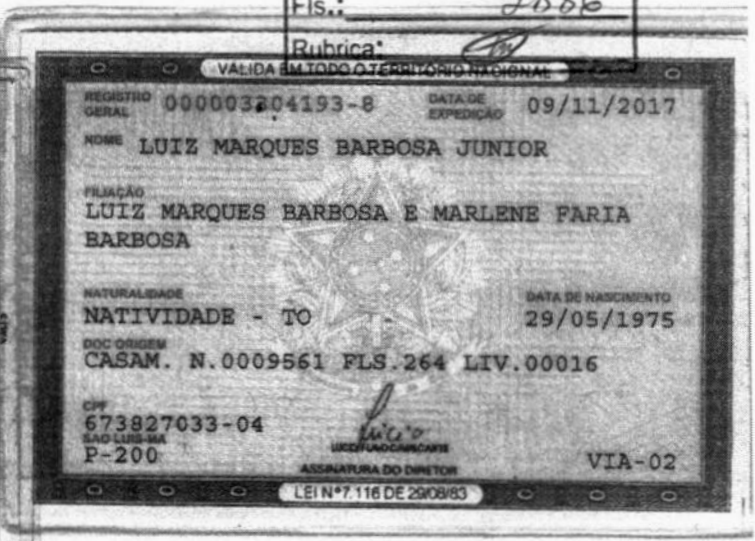 Fls.:
Rubrica:
VÁLIDA EM TODO O TERRITÓRIO NACIONAL
REGISTRO GERAL 000003304193-8 DATA DE EXPEDIÇÃO 09/11/2017
NOME LUIZ MARQUES BARBOSA JUNIOR
FILIAÇÃO
LUIZ MARQUES BARBOSA E MARLENE FARIA
BARBOSA
NATURALIDADE DATA DE NASCIMENTO
NATIVIDADE - TO 29/05/1975
DOC ORIGEM
CASAM. N.0009561 FLS.264 LIV.00016
CPF
673827033-04
SAO LUIS-MA
P-200 VIA-02
ASSINATURA DO DIRETOR
LEI Nº 7.116 DE 29/08/83